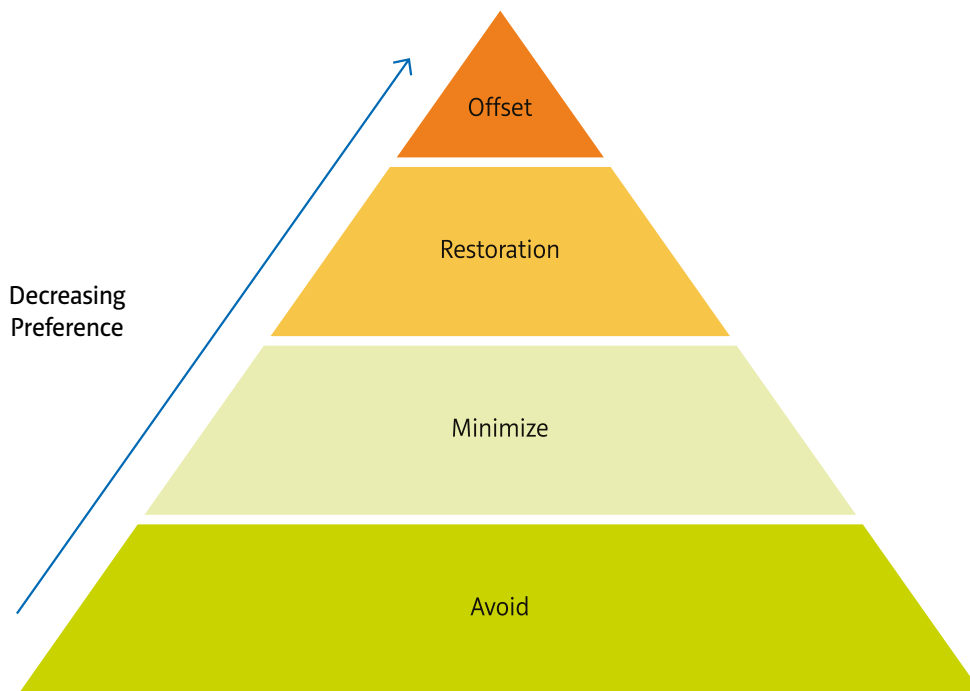 Offset
Restoration
Decreasing
Preference
Minimize
Avoid